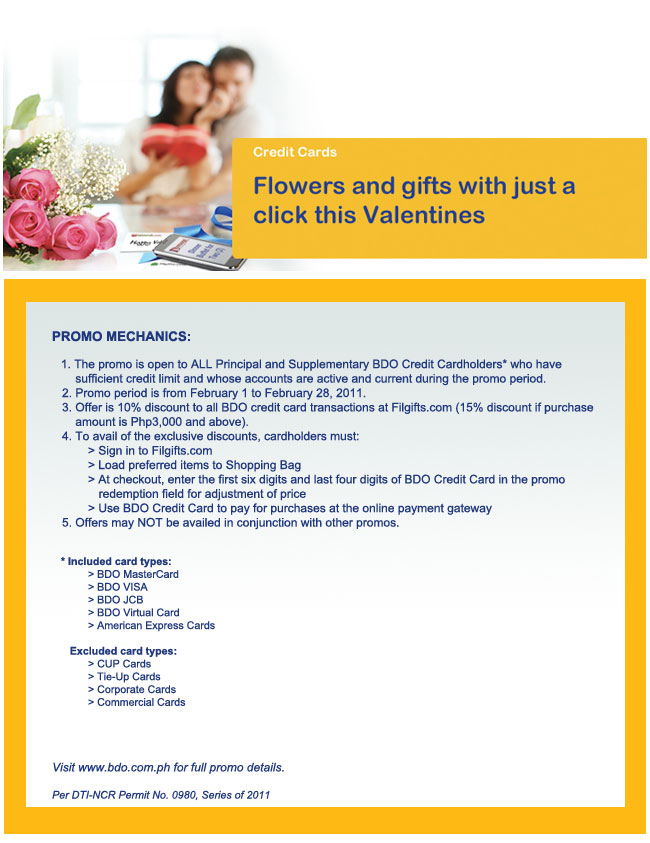 Credit Cards
Flowers and gifts with just a
click this Valentines
PROMO MECHANICS:
1. The promo is open to ALL Principal and Supplementary BDO Credit Cardholders* who have
sufficient credit limit and whose accounts are active and current during the promo period.
2. Promo period is from February 1 to February 28, 2011.
3. Offer is 10% discount to all BDO credit card transactions at Filgifts.com (15% discount if purchase
amount is Php3,000 and above).
4. To avail of the exclusive discounts, cardholders must:
> Sign in to Filgifts.com
> Load preferred items to Shopping Bag
> At checkout, enter the first six digits and last four digits of BDO Credit Card in the promo
redemption field for adjustment of price
> Use BDO Credit Card to pay for purchases at the online payment gateway
5. Offers may NOT be availed in conjunction with other promos.
* Included card types:
> BDO MasterCard
> BDO VISA
> BDO JCB
> BDO Virtual Card
> American Express Cards
Excluded card types:
> CUP Cards
> Tie-Up Cards
> Corporate Cards
> Commercial Cards
Visit www.bdo.com.ph for full promo details.
Per DTI-NCR Permit No. 0980, Series of 2011